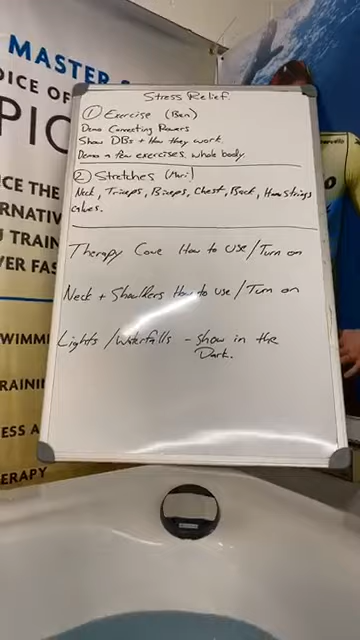 MASTER
OICE OF
PIC
NCE THE
RNATIV
U TRAIN
VER FAS
SWIMM
RAINI
ESS A
ERAPY
Stress Relief.
① Exercise (Ben)
Demo Connecting Rowers
Show DBs + How they work.
Demo a few exercises whole body
② Stretches (Mari)
Neck, Triceps, Biceps, Chest, Back, HamStrings
calves.
Therapy Cove How to use/Turn on
Neck + Shoulders How to use/Turn on
Lights/Waterfalls - show in the
Dark.